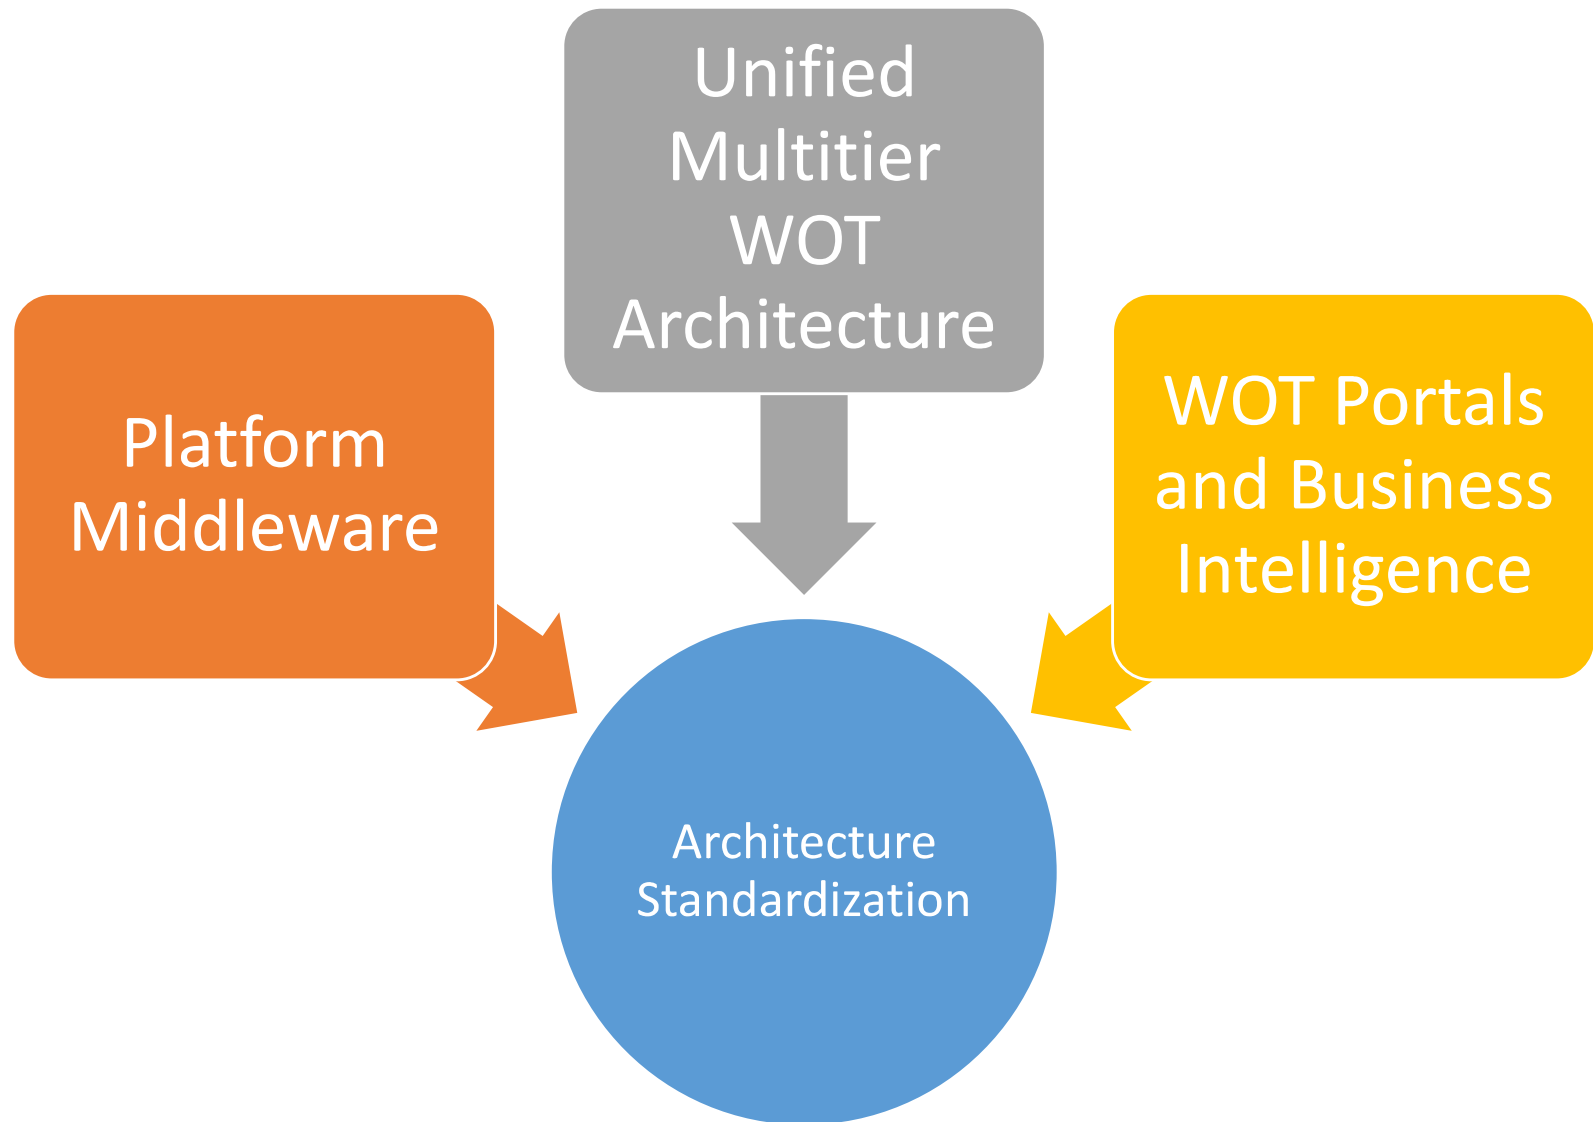 Unified
Multitier
WOT
Architecture
Platform
Middleware
WOT Portals
and Business
Intelligence
Architecture
Standardization